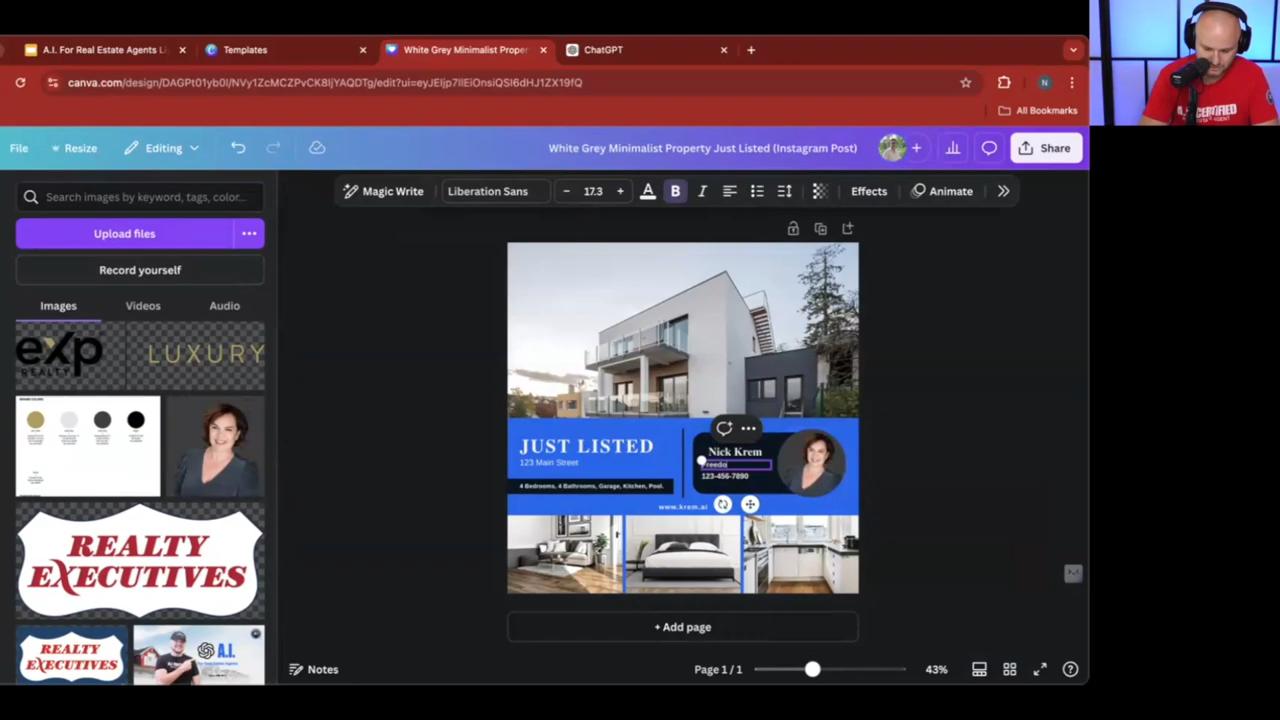 A.I. For Real Estate Agents Li
Templates
White Grey Minimalist Proper
ChatGPT
canva.com/design/DAGPt01yb0I/NVy1ZcMCZPvCK8IjYAQDTg/edit?ui=eyJEIjp7IlEiOnsiQSI6dHJ1ZX19fQ
N
All Bookmarks
File
Resize
Editing
White Grey Minimalist Property Just Listed (Instagram Post)
Share
Search images by keyword, tags, color...
Magic Write
Liberation Sans
17.3
A
B
I
Effects
Animate
Upload files
Record yourself
Images
Videos
Audio
exp
REALTY
LUXURY
REALTY
EXECUTIVES
REALTY
EXECUTIVES
A.I.
JUST LISTED
123 Main Street
4 Bedrooms, 4 Bathrooms, Garage, Kitchen, Pool.
Nick Krem
123-456-7890
www.krem.ai
+ Add page
Notes
Page 1 / 1
43%